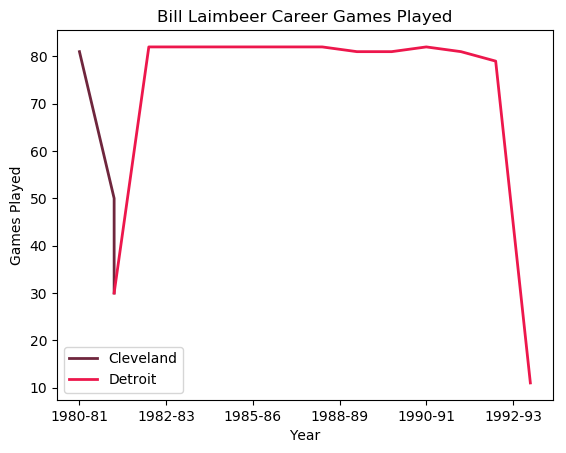 Bill Laimbeer Career Games Played
Games Played
80
70
60
50
40
30
20
10
Cleveland
Detroit
1980-81 1982-83 1985-86 1988-89 1990-91 1992-93
Year